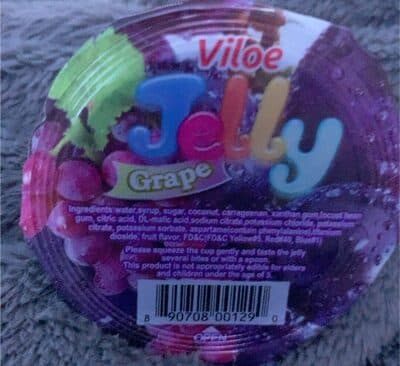 Viloe
Jelly
Grape
Ingredients:water,syrup, sugar, coconut, carrageenan, xanthan gum,locust bean
gum, citric acid, DL-malic acid,sodium citrate,potassium chloride, potassium
citrate, potassium sorbate, aspartame(contain phenylalanine),titanium
dioxide, fruit flavor, FD&C(FD&C Yellow#5, Red#40, Blue#1)
Please squeeze the cup gently and taste the jelly
several bites or with a spoon.
This product is not appropriately edible for elders
and children under the age of 5.
8 90708 00129 0
OPEN